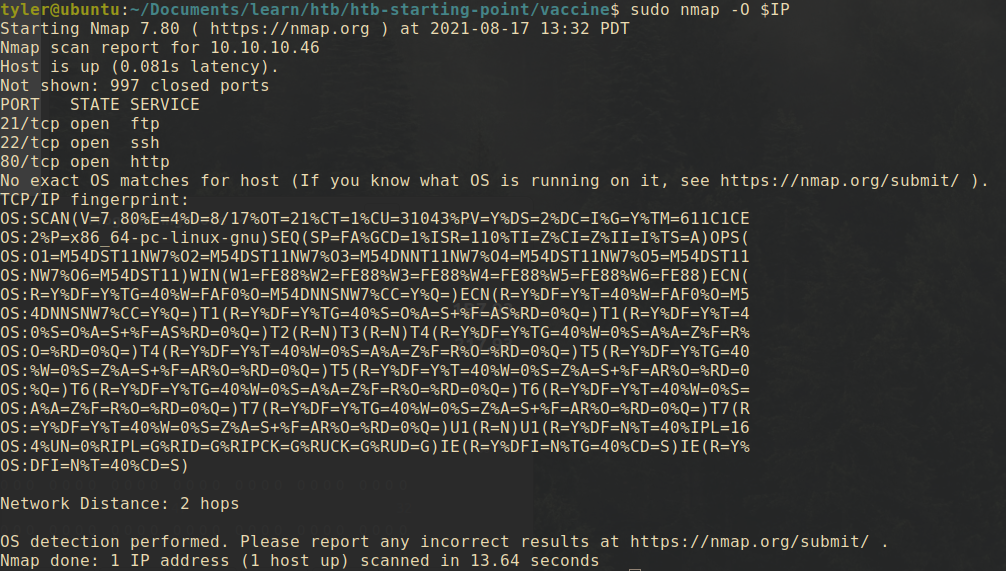 tyler@ubuntu:~/Documents/learn/htb/htb-starting-point/vaccine$ sudo nmap -O $IP
Starting Nmap 7.80 ( https://nmap.org ) at 2021-08-17 13:32 PDT
Nmap scan report for 10.10.10.46
Host is up (0.081s latency).
Not shown: 997 closed ports
PORT   STATE SERVICE
21/tcp open  ftp
22/tcp open  ssh
80/tcp open  http
No exact OS matches for host (If you know what OS is running on it, see https://nmap.org/submit/ ).
TCP/IP fingerprint:
OS:SCAN(V=7.80%E=4%D=8/17%OT=21%CT=1%CU=31043%PV=Y%DS=2%DC=I%G=Y%TM=611C1CE
OS:2%P=x86_64-pc-linux-gnu)SEQ(SP=FA%GCD=1%ISR=110%TI=Z%CI=Z%II=I%TS=A)OPS(
OS:O1=M54DST11NW7%O2=M54DST11NW7%O3=M54DNNT11NW7%O4=M54DST11NW7%O5=M54DST11
OS:NW7%O6=M54DST11)WIN(W1=FE88%W2=FE88%W3=FE88%W4=FE88%W5=FE88%W6=FE88)ECN(
OS:R=Y%DF=Y%TG=40%W=FAF0%O=M54DNNSNW7%CC=Y%Q=)ECN(R=Y%DF=Y%T=40%W=FAF0%O=M5
OS:4DNNSNW7%CC=Y%Q=)T1(R=Y%DF=Y%TG=40%S=O%A=S+%F=AS%RD=0%Q=)T1(R=Y%DF=Y%T=4
OS:0%S=O%A=S+%F=AS%RD=0%Q=)T2(R=N)T3(R=N)T4(R=Y%DF=Y%TG=40%W=0%S=A%A=Z%F=R%
OS:O=%RD=0%Q=)T4(R=Y%DF=Y%T=40%W=0%S=A%A=Z%F=R%O=%RD=0%Q=)T5(R=Y%DF=Y%TG=40
OS:%W=0%S=Z%A=S+%F=AR%O=%RD=0%Q=)T5(R=Y%DF=Y%T=40%W=0%S=Z%A=S+%F=AR%O=%RD=0
OS:%Q=)T6(R=Y%DF=Y%TG=40%W=0%S=A%A=Z%F=R%O=%RD=0%Q=)T6(R=Y%DF=Y%T=40%W=0%S=
OS:A%A=Z%F=R%O=%RD=0%Q=)T7(R=Y%DF=Y%TG=40%W=0%S=Z%A=S+%F=AR%O=%RD=0%Q=)T7(R
OS:=Y%DF=Y%T=40%W=0%S=Z%A=S+%F=AR%O=%RD=0%Q=)U1(R=N)U1(R=Y%DF=N%T=40%IPL=16
OS:4%UN=0%RIPL=G%RID=G%RIPCK=G%RUCK=G%RUD=G)IE(R=Y%DFI=N%TG=40%CD=S)IE(R=Y%
OS:DFI=N%T=40%CD=S)
Network Distance: 2 hops
OS detection performed. Please report any incorrect results at https://nmap.org/submit/ .
Nmap done: 1 IP address (1 host up) scanned in 13.64 seconds